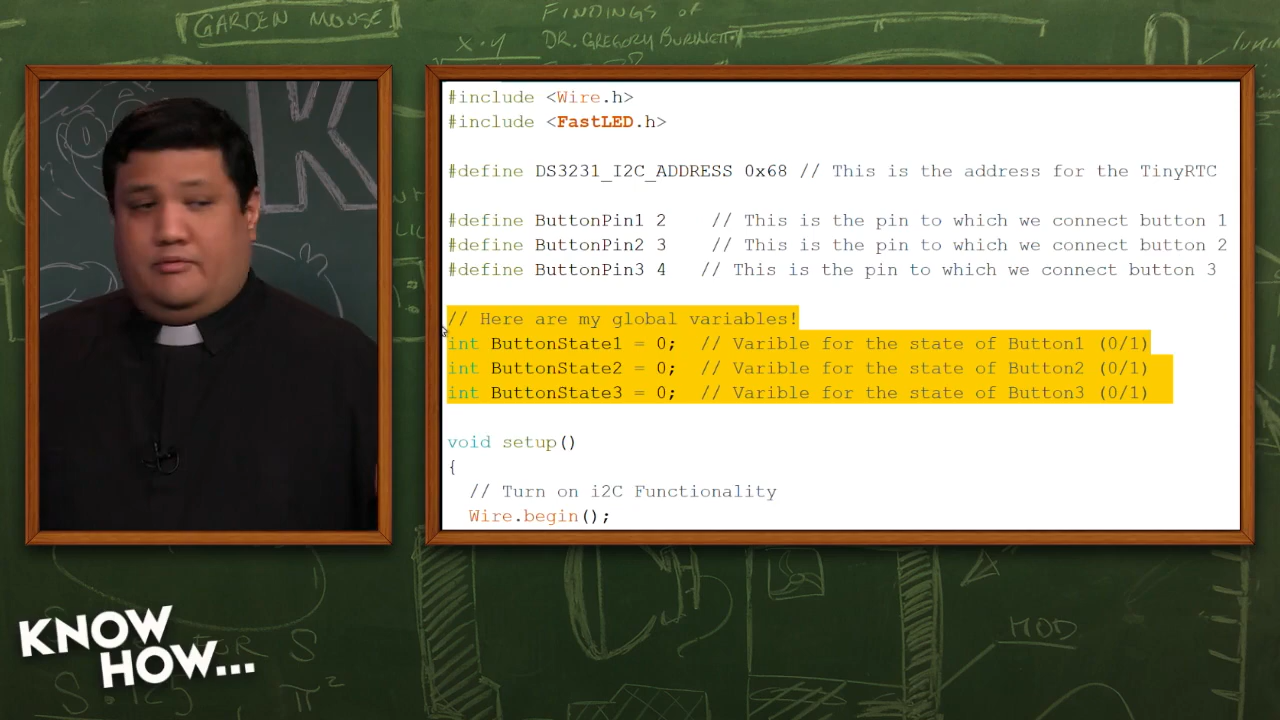 GARDEN MOUSE
FINDINGS OF
DR. GREGORY BURNETT
X·Y
K
#include <Wire.h>
#include <FastLED.h>
#define DS3231_I2C_ADDRESS 0x68 // This is the address for the TinyRTC
#define ButtonPin1 2 // This is the pin to which we connect button 1
#define ButtonPin2 3 // This is the pin to which we connect button 2
#define ButtonPin3 4 // This is the pin to which we connect button 3
// Here are my global variables!
int ButtonState1 = 0; // Varible for the state of Button1 (0/1)
int ButtonState2 = 0; // Varible for the state of Button2 (0/1)
int ButtonState3 = 0; // Varible for the state of Button3 (0/1)
void setup()
{
// Turn on i2C Functionality
Wire.begin();
KNOW
HOW...
MOD
π²